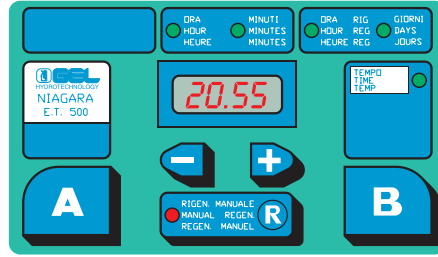 ORA
HOUR
HEURE
MINUTI
MINUTES
MINUTES
ORA RIG
HOUR REG
HEURE REG
GIORNI
DAYS
JOURS
GEL
HYDROTECHNOLOGY
NIAGARA
E.T. 500
20.55
TEMPO
TIME
TEMP
A
−
+
B
RIGEN. MANUALE
MANUAL REGEN.
REGEN. MANUEL
R